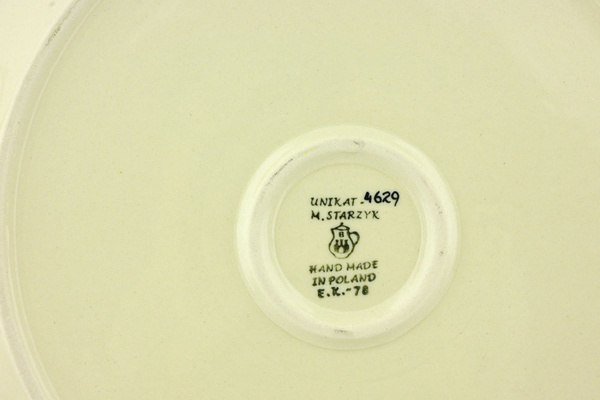 UNIKAT-4629
M. STARZYK
HAND MADE
IN POLAND
E.K.-78